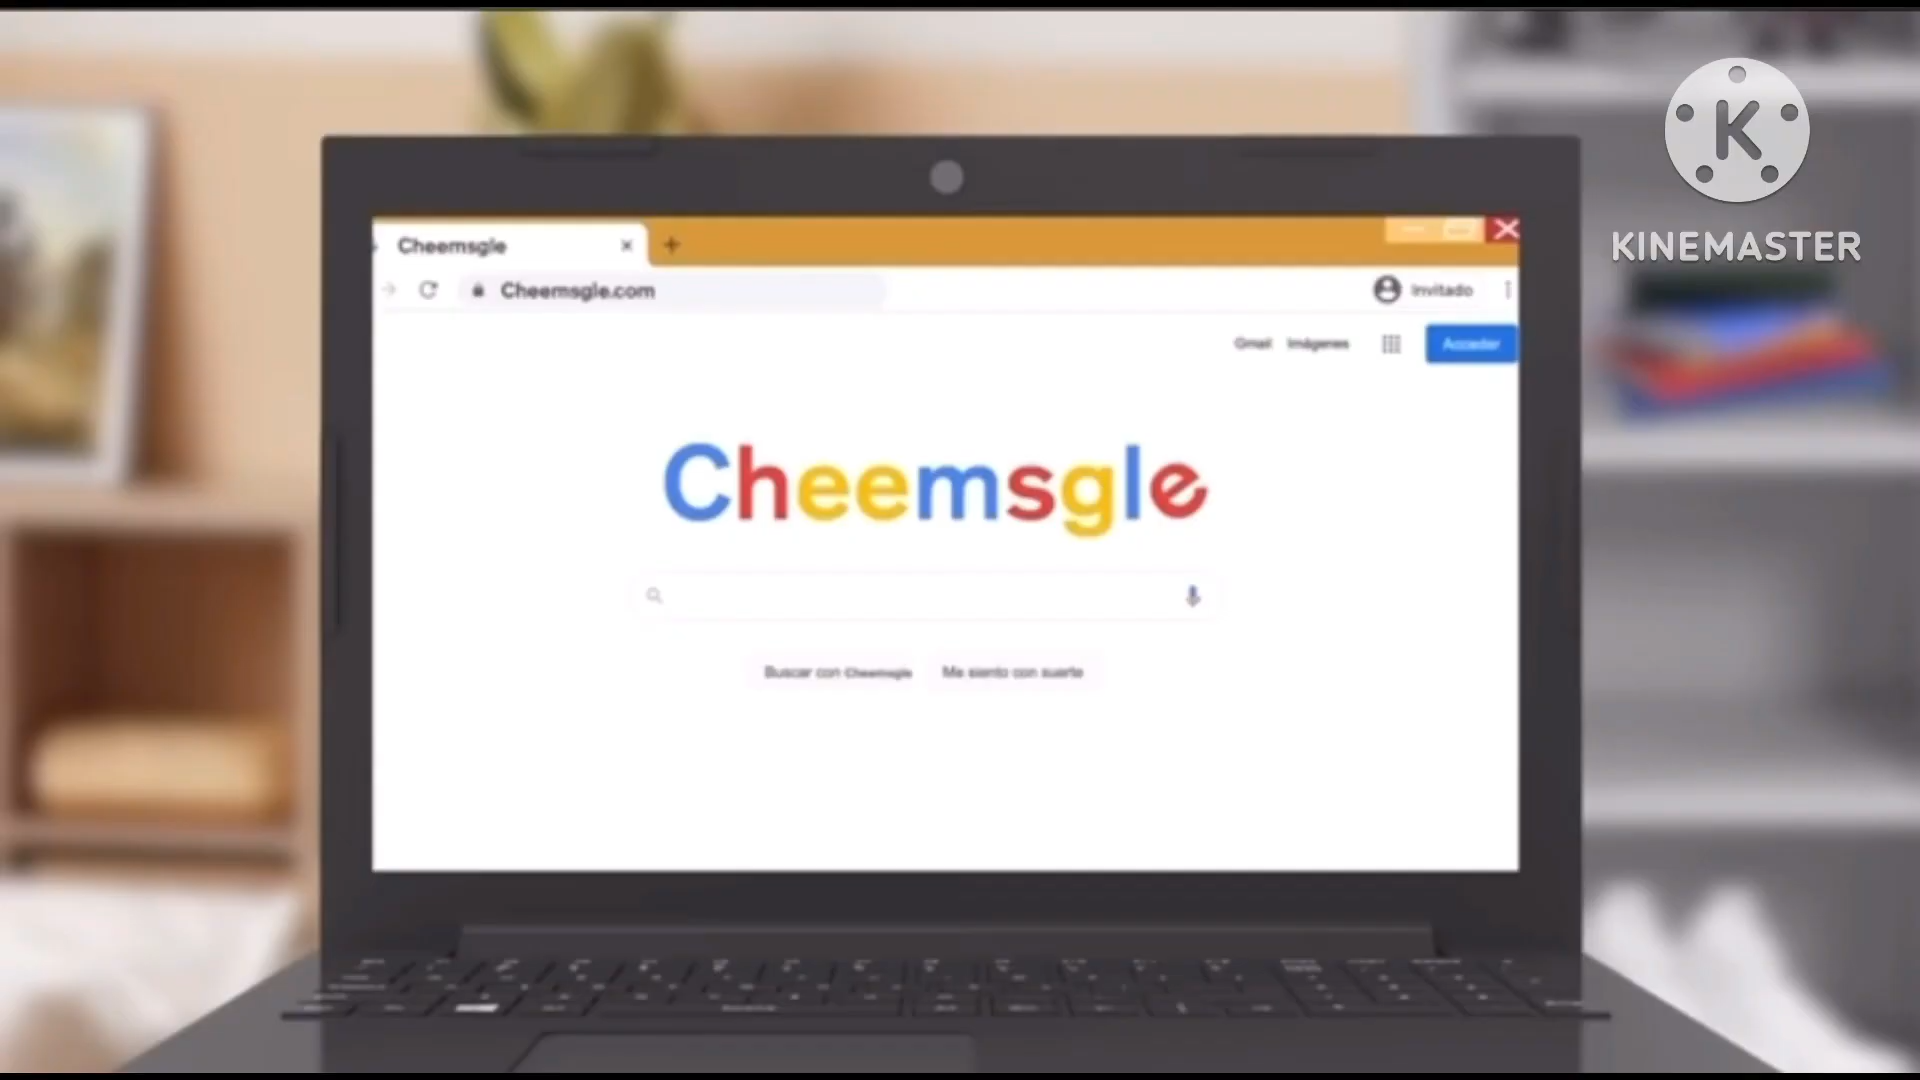 K
KINEMASTER
Cheemsgle
Cheemsgle.com
Invitado
Gmail Imágenes
Acceder
Cheemsgle
Buscar con Cheemsgle Me siento con suerte